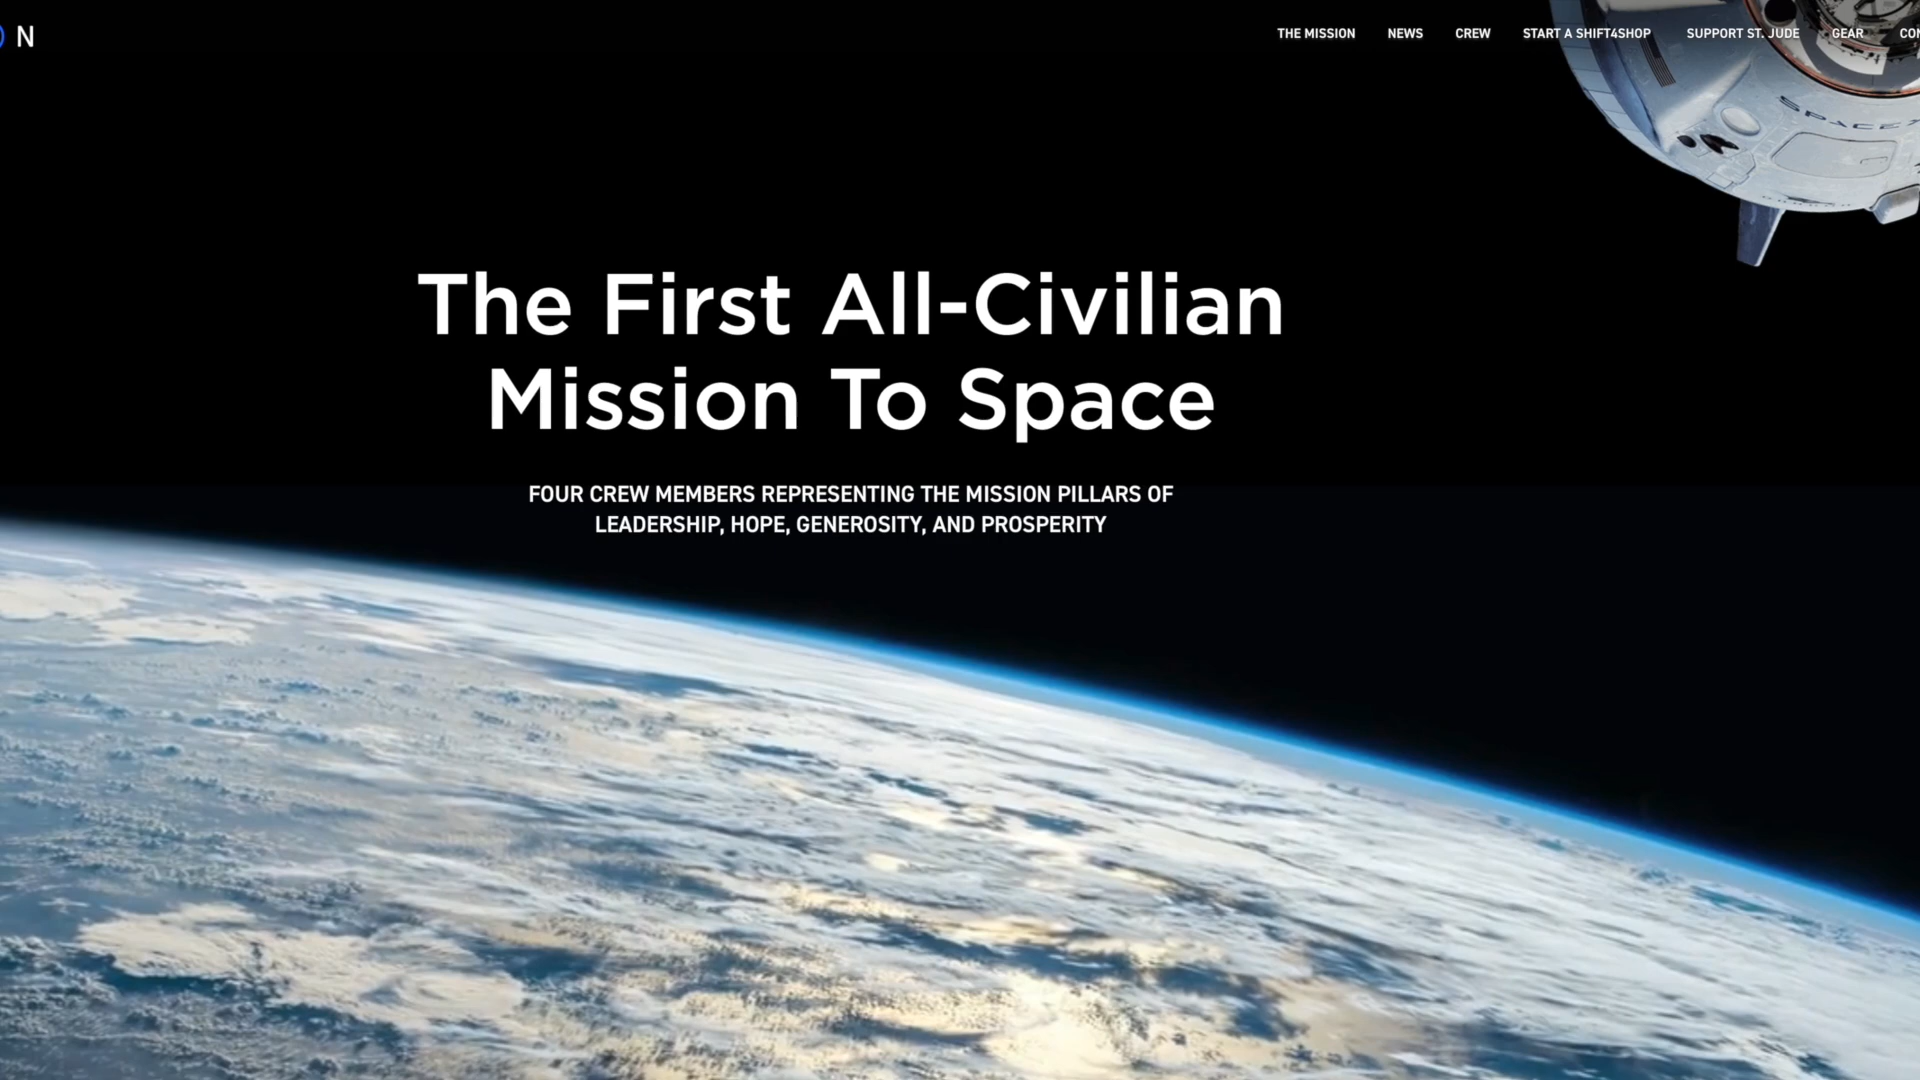 N
THE MISSION NEWS CREW START A SHIFT4SHOP SUPPORT ST. JUDE GEAR
SPACEX
The First All-Civilian
Mission To Space
FOUR CREW MEMBERS REPRESENTING THE MISSION PILLARS OF
LEADERSHIP, HOPE, GENEROSITY, AND PROSPERITY